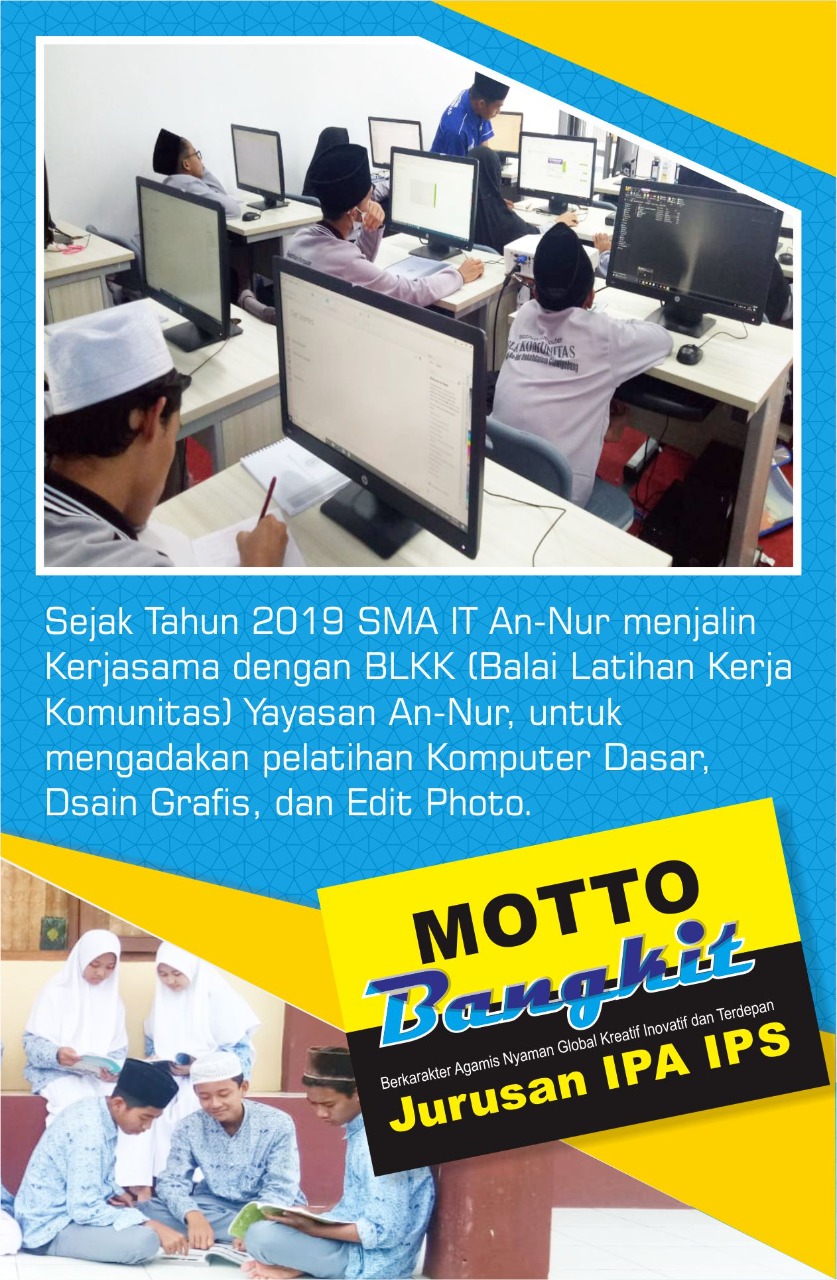 KOMUNITAS
Sejak Tahun 2019 SMA IT An-Nur menjalin
Kerjasama dengan BLKK (Balai Latihan Kerja
Komunitas) Yayasan An-Nur, untuk
mengadakan pelatihan Komputer Dasar,
Dsain Grafis, dan Edit Photo.
MOTTO
Bangkit
Berkarakter Agamis Nyaman Global Kreatif Inovatif dan Terdepan
Jurusan IPA IPS